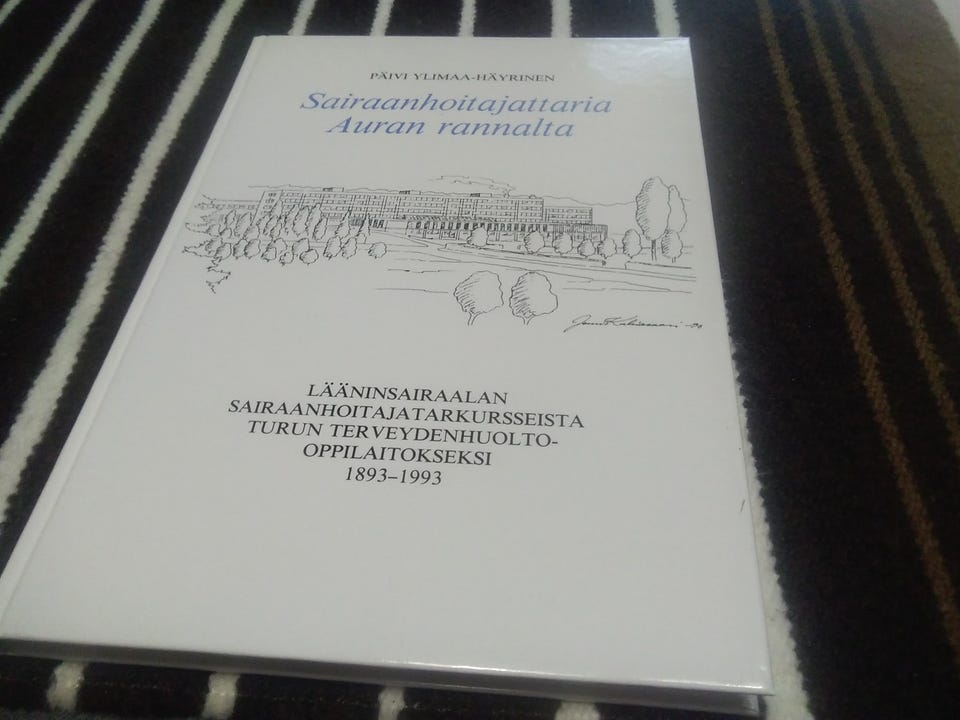 PÄIVI YLIMAA-HÄYRINEN
Sairaanhoitajattaria
Auran rannalta
LÄÄNINSAIRAALAN
SAIRAANHOITAJATARKURSSEISTA
TURUN TERVEYDENHUOLTO-
OPPILAITOKSEKSI
1893–1993